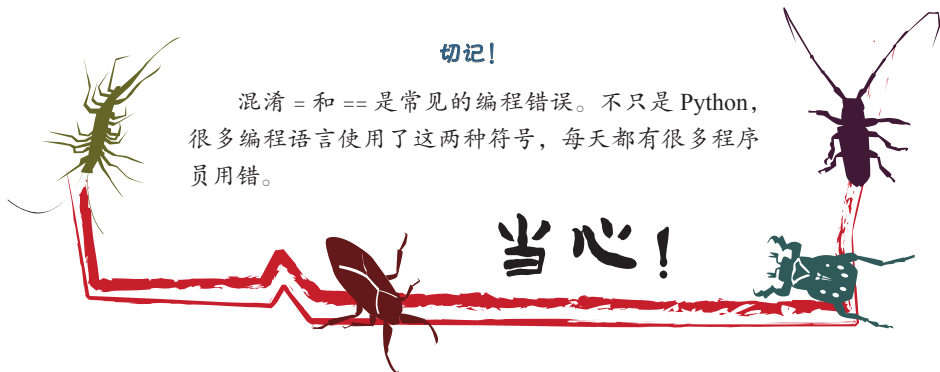 切记！
混淆 = 和 == 是常见的编程错误。不只是 Python，
很多编程语言使用了这两种符号，每天都有很多程序
员用错。
当心！